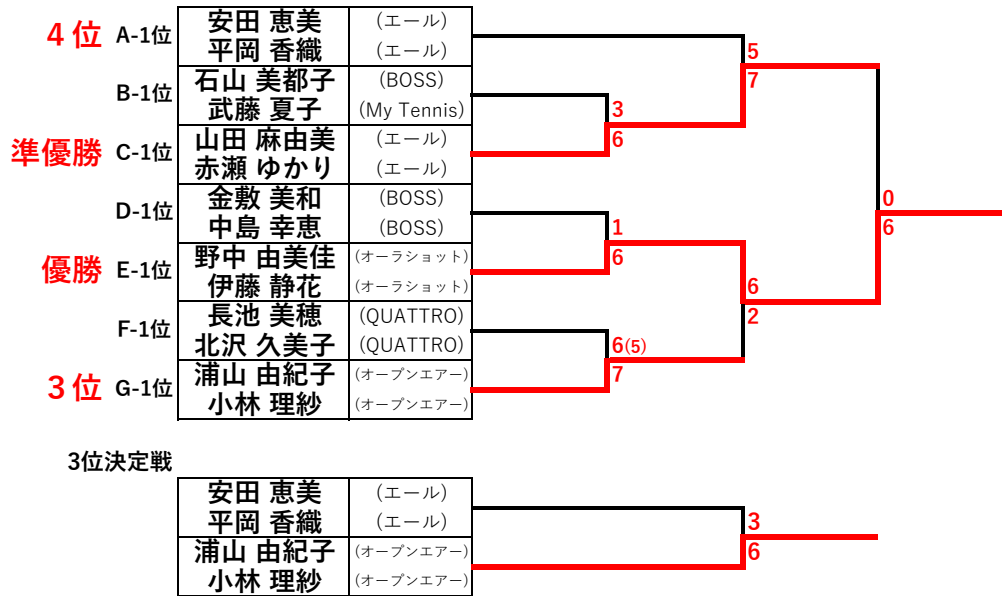 4位 A-1位 安田 恵美 (エール)
平岡 香織 (エール)
5
7
B-1位 石山 美都子 (BOSS)
武藤 夏子 (My Tennis)
3
6
準優勝 C-1位 山田 麻由美 (エール)
赤瀬 ゆかり (エール)
D-1位 金敷 美和 (BOSS)
中島 幸恵 (BOSS)
0
6
1
6
優勝 E-1位 野中 由美佳 (オーラショット)
伊藤 静花 (オーラショット)
6
2
F-1位 長池 美穂 (QUATTRO)
北沢 久美子 (QUATTRO)
6(5)
7
3位 G-1位 浦山 由紀子 (オープンエアー)
小林 理紗 (オープンエアー)
3位決定戦
安田 恵美 (エール)
平岡 香織 (エール)
3
6
浦山 由紀子 (オープンエアー)
小林 理紗 (オープンエアー)